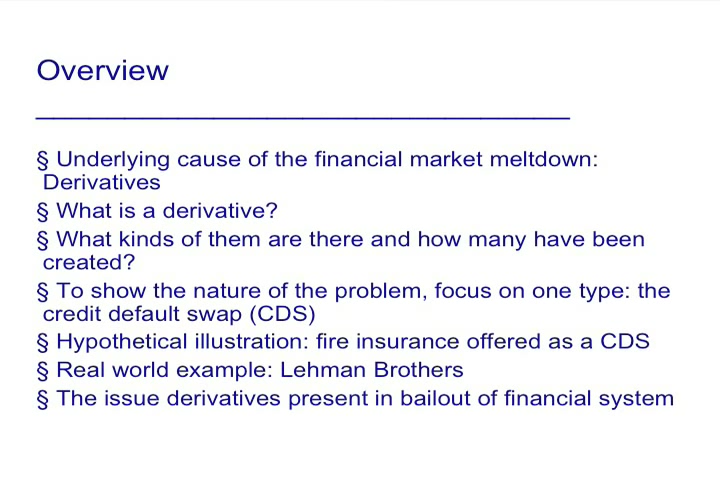 Overview
§ Underlying cause of the financial market meltdown:
Derivatives
§ What is a derivative?
§ What kinds of them are there and how many have been
created?
§ To show the nature of the problem, focus on one type: the
credit default swap (CDS)
§ Hypothetical illustration: fire insurance offered as a CDS
§ Real world example: Lehman Brothers
§ The issue derivatives present in bailout of financial system